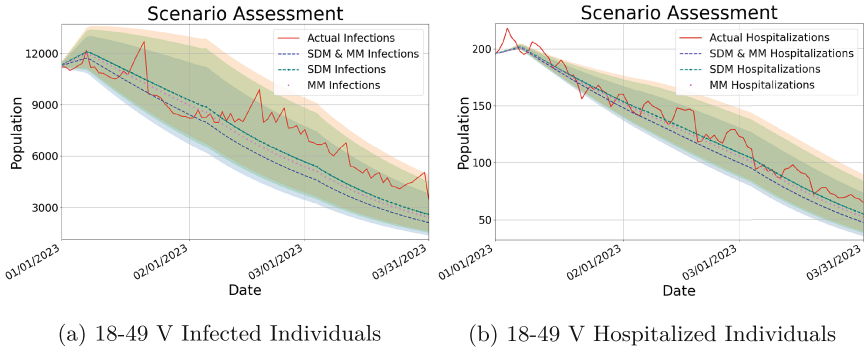 Scenario Assessment
Actual Infections
SDM & MM Infections
SDM Infections
MM Infections
12000
9000
6000
3000
Population
01/01/2023
02/01/2023
03/01/2023
03/31/2023
Date
(a) 18-49 V Infected Individuals
Scenario Assessment
Actual Hospitalizations
SDM & MM Hospitalizations
SDM Hospitalizations
MM Hospitalizations
200
150
100
50
Population
01/01/2023
02/01/2023
03/01/2023
03/31/2023
Date
(b) 18-49 V Hospitalized Individuals